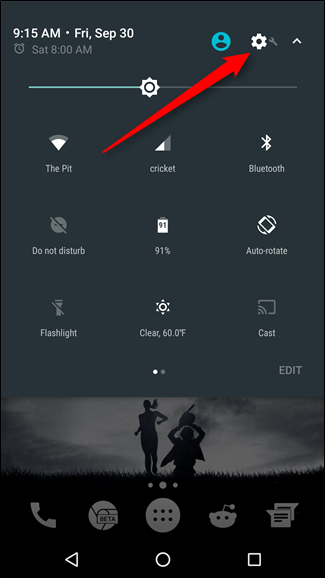 9:15 AM • Fri, Sep 30
Sat 8:00 AM
The Pit
cricket
Bluetooth
91
Do not disturb
91%
Auto-rotate
Flashlight
Clear, 60.0°F
Cast
EDIT
BETA